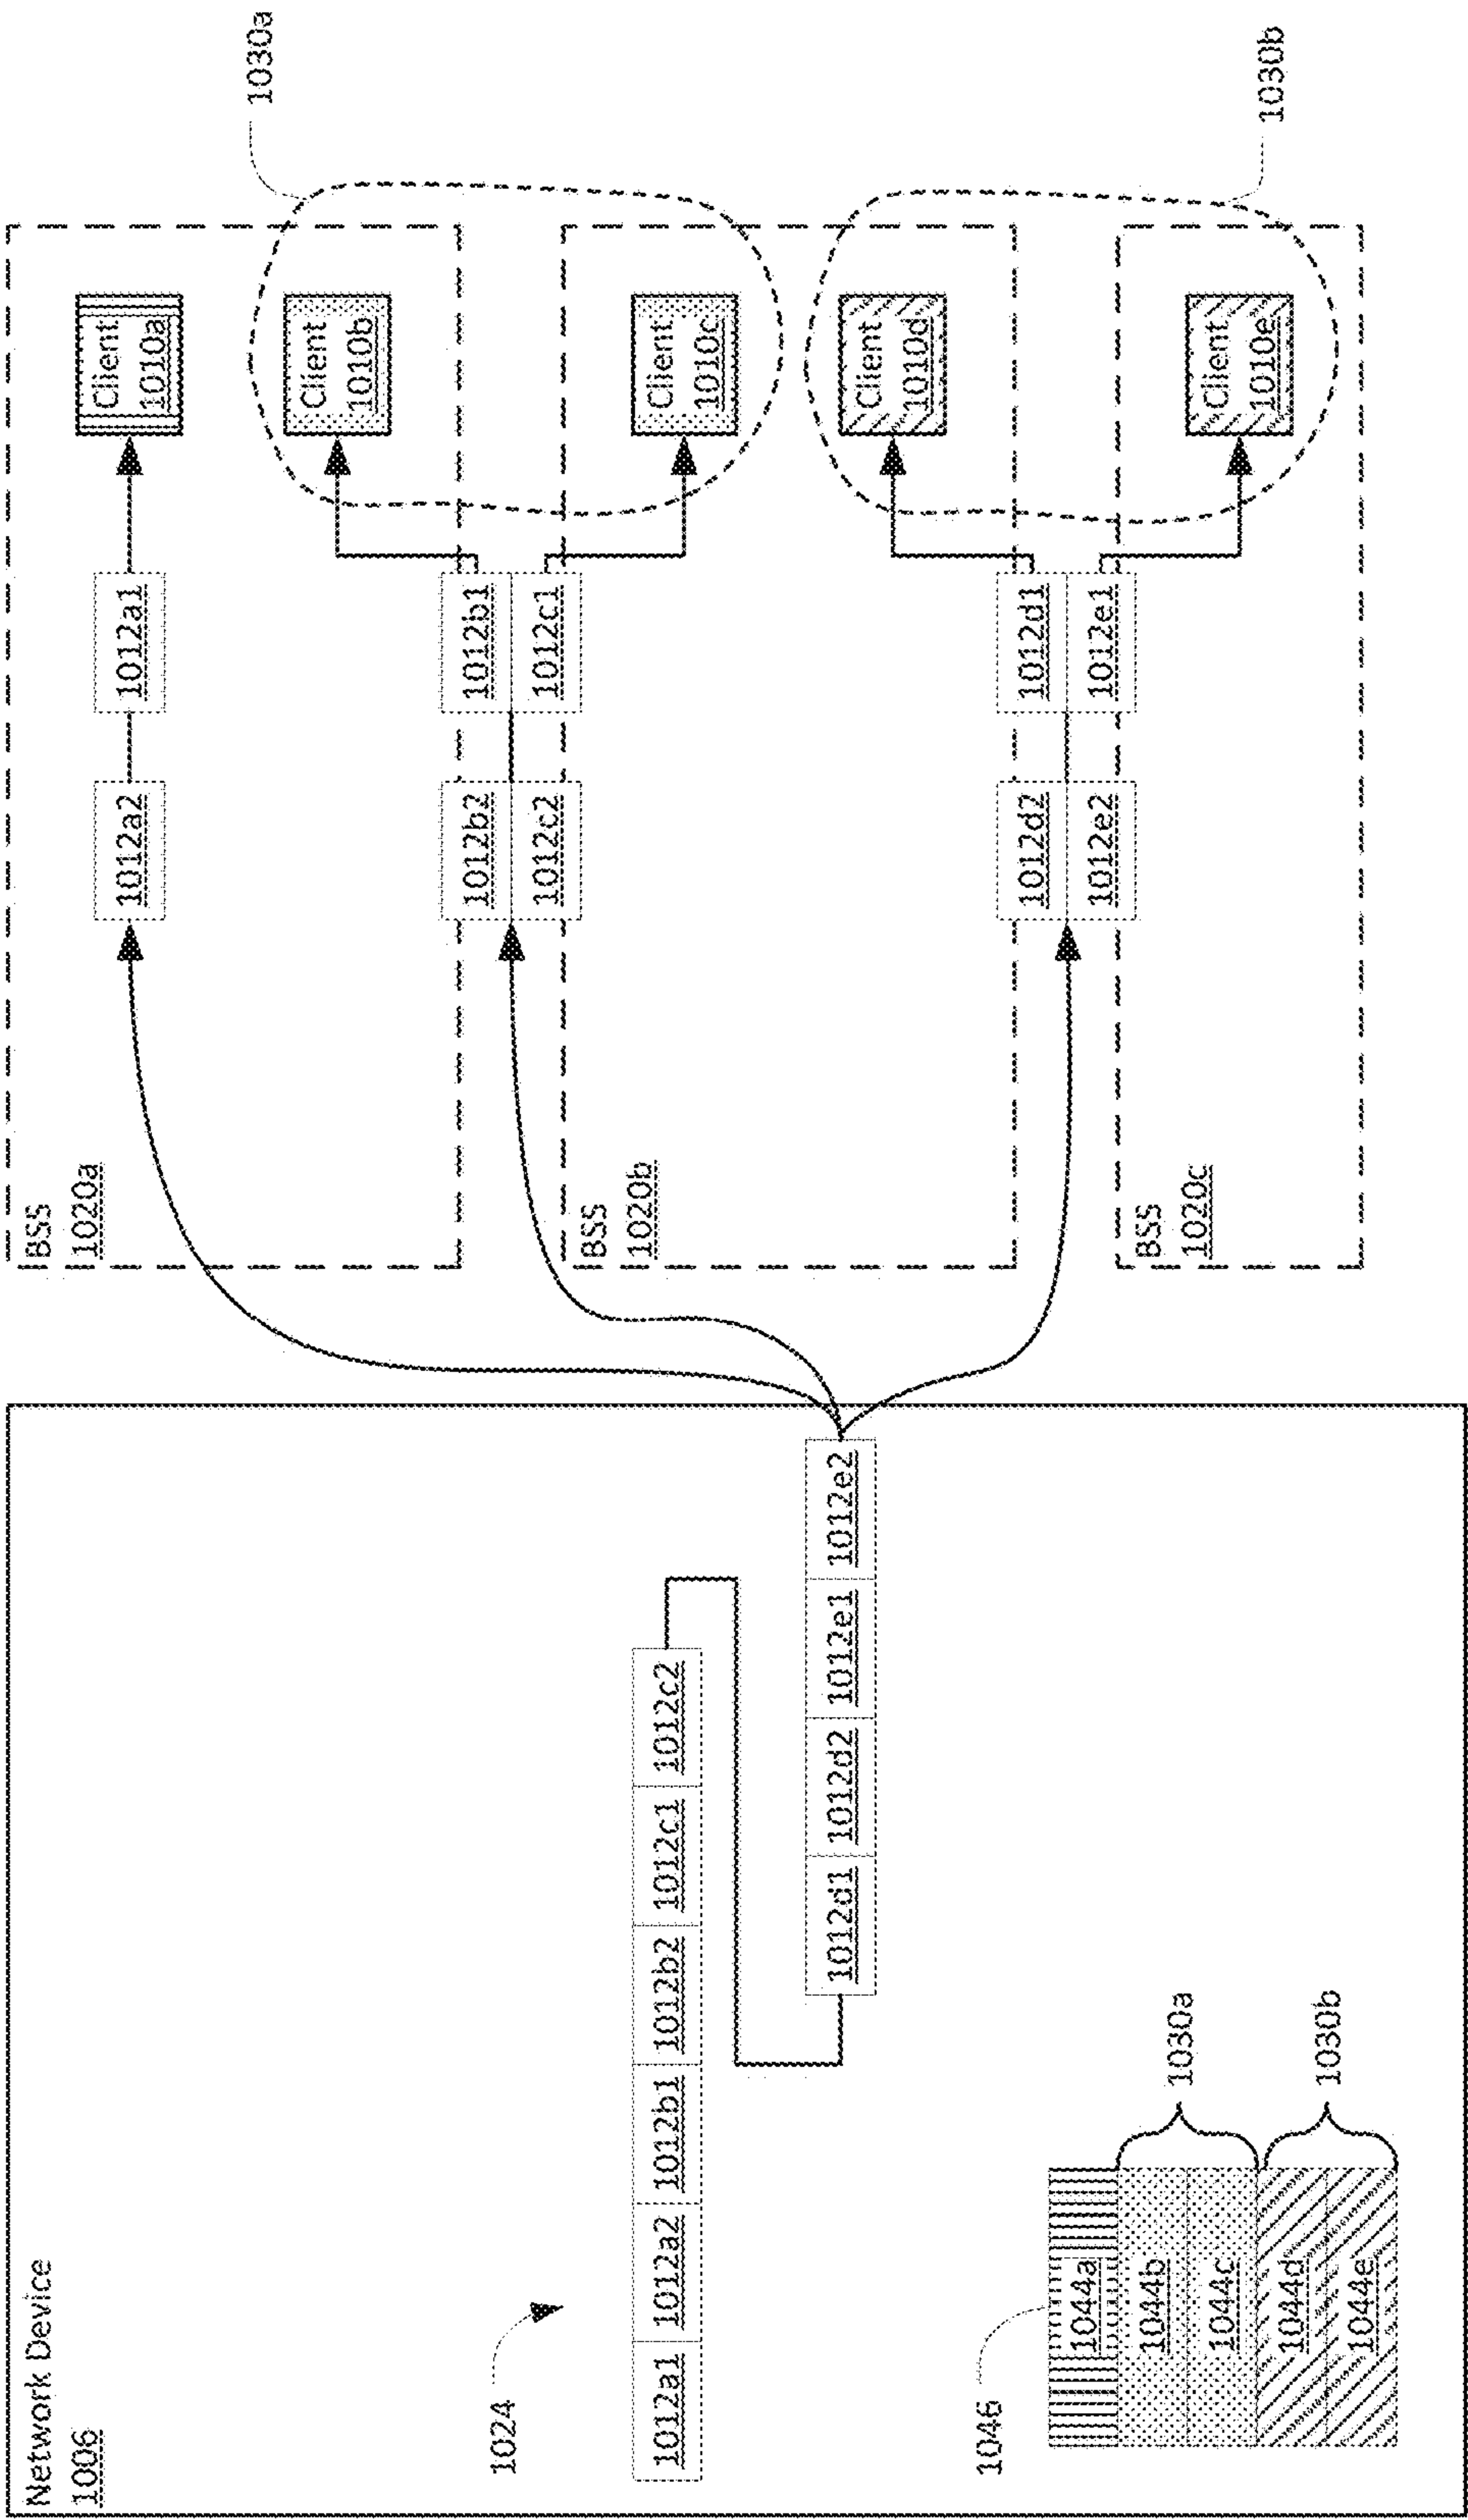 Network Device
1006
1024
1012a1
1012a2
1012b1
1012b2
1012c1
1012c2
1012d1
1012d2
1012e1
1012e2
1046
1044a
1044b
1044c
1044d
1044e
1030a
1030b
BSS
1020a
1012a2
1012a1
Client
1010a
Client
1010b
1030a
1012b2
1012b1
1012c2
1012c1
BSS
1020b
Client
1010c
Client
1010d
1012d2
1012d1
1012e2
1012e1
BSS
1020c
Client
1010e
1030b